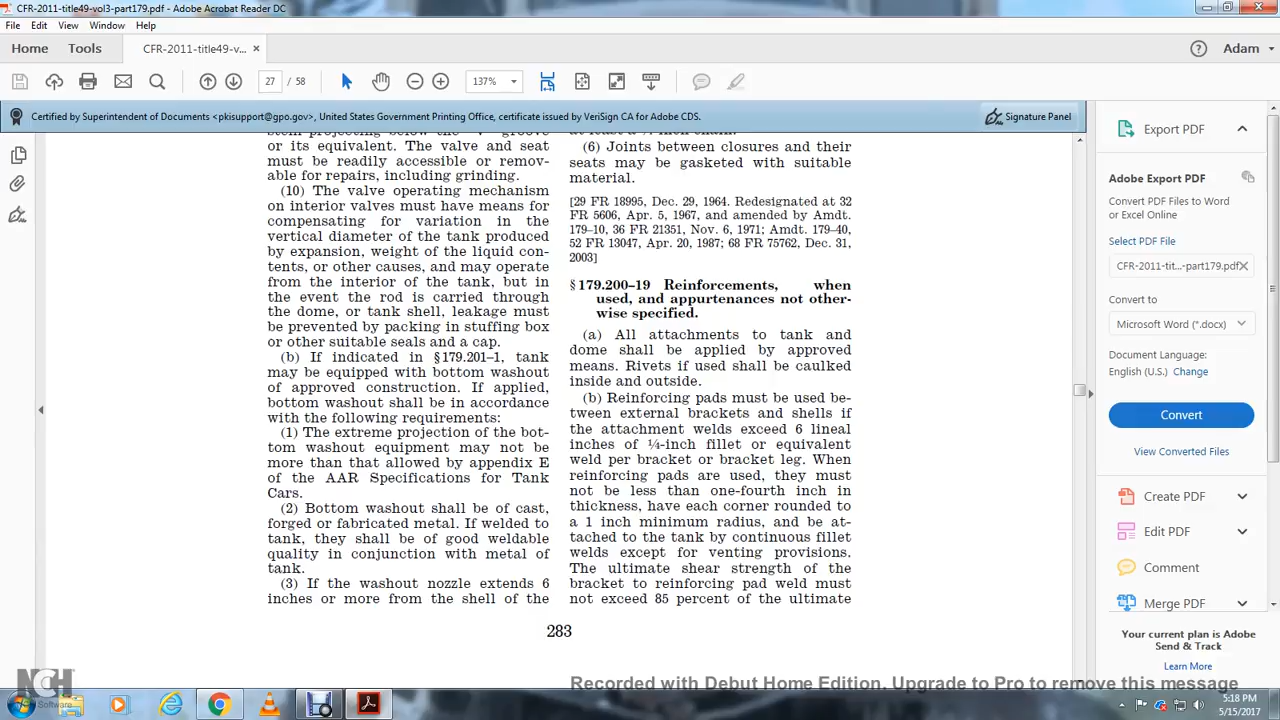 CFR-2011-title49-vol3-part179.pdf - Adobe Acrobat Reader DC
File Edit View Window Help
Home Tools CFR-2011-title49-v... × Adam
27 / 58 137%
Certified by Superintendent of Documents <pkisupport@gpo.gov>, United States Government Printing Office, certificate issued by VeriSign CA for Adobe CDS.
Signature Panel
or its equivalent. The valve and seat
must be readily accessible or remov-
able for repairs, including grinding.
(10) The valve operating mechanism
on interior valves must have means for
compensating for variation in the
vertical diameter of the tank produced
by expansion, weight of the liquid con-
tents, or other causes, and may operate
from the interior of the tank, but in
the event the rod is carried through
the dome, or tank shell, leakage must
be prevented by packing in stuffing box
or other suitable seals and a cap.
(b) If indicated in §179.201–1, tank
may be equipped with bottom washout
of approved construction. If applied,
bottom washout shall be in accordance
with the following requirements:
(1) The extreme projection of the bot-
tom washout equipment may not be
more than that allowed by appendix E
of the AAR Specifications for Tank
Cars.
(2) Bottom washout shall be of cast,
forged or fabricated metal. If welded to
tank, they shall be of good weldable
quality in conjunction with metal of
tank.
(3) If the washout nozzle extends 6
inches or more from the shell of the
(6) Joints between closures and their
seats may be gasketed with suitable
material.
[29 FR 18995, Dec. 29, 1964. Redesignated at 32
FR 5606, Apr. 5, 1967, and amended by Amdt.
179–10, 36 FR 21351, Nov. 6, 1971; Amdt. 179–40,
52 FR 13047, Apr. 20, 1987; 68 FR 75762, Dec. 31,
2003]
§179.200–19 Reinforcements, when
used, and appurtenances not other-
wise specified.
(a) All attachments to tank and
dome shall be applied by approved
means. Rivets if used shall be caulked
inside and outside.
(b) Reinforcing pads must be used be-
tween external brackets and shells if
the attachment welds exceed 6 lineal
inches of ¼-inch fillet or equivalent
weld per bracket or bracket leg. When
reinforcing pads are used, they must
not be less than one-fourth inch in
thickness, have each corner rounded to
a 1 inch minimum radius, and be at-
tached to the tank by continuous fillet
welds except for venting provisions.
The ultimate shear strength of the
bracket to reinforcing pad weld must
not exceed 85 percent of the ultimate
283
Export PDF
Adobe Export PDF
Convert PDF Files to Word
or Excel Online
Select PDF File
CFR-2011-tit...-part179.pdf ×
Convert to
Microsoft Word (*.docx)
Document Language:
English (U.S.) Change
Convert
View Converted Files
Create PDF
Edit PDF
Comment
Merge PDF
Your current plan is Adobe
Send & Track
Learn More
NCH
Software
Recorded with Debut Home Edition. Upgrade to Pro to remove this message
5:18 PM
5/15/2017